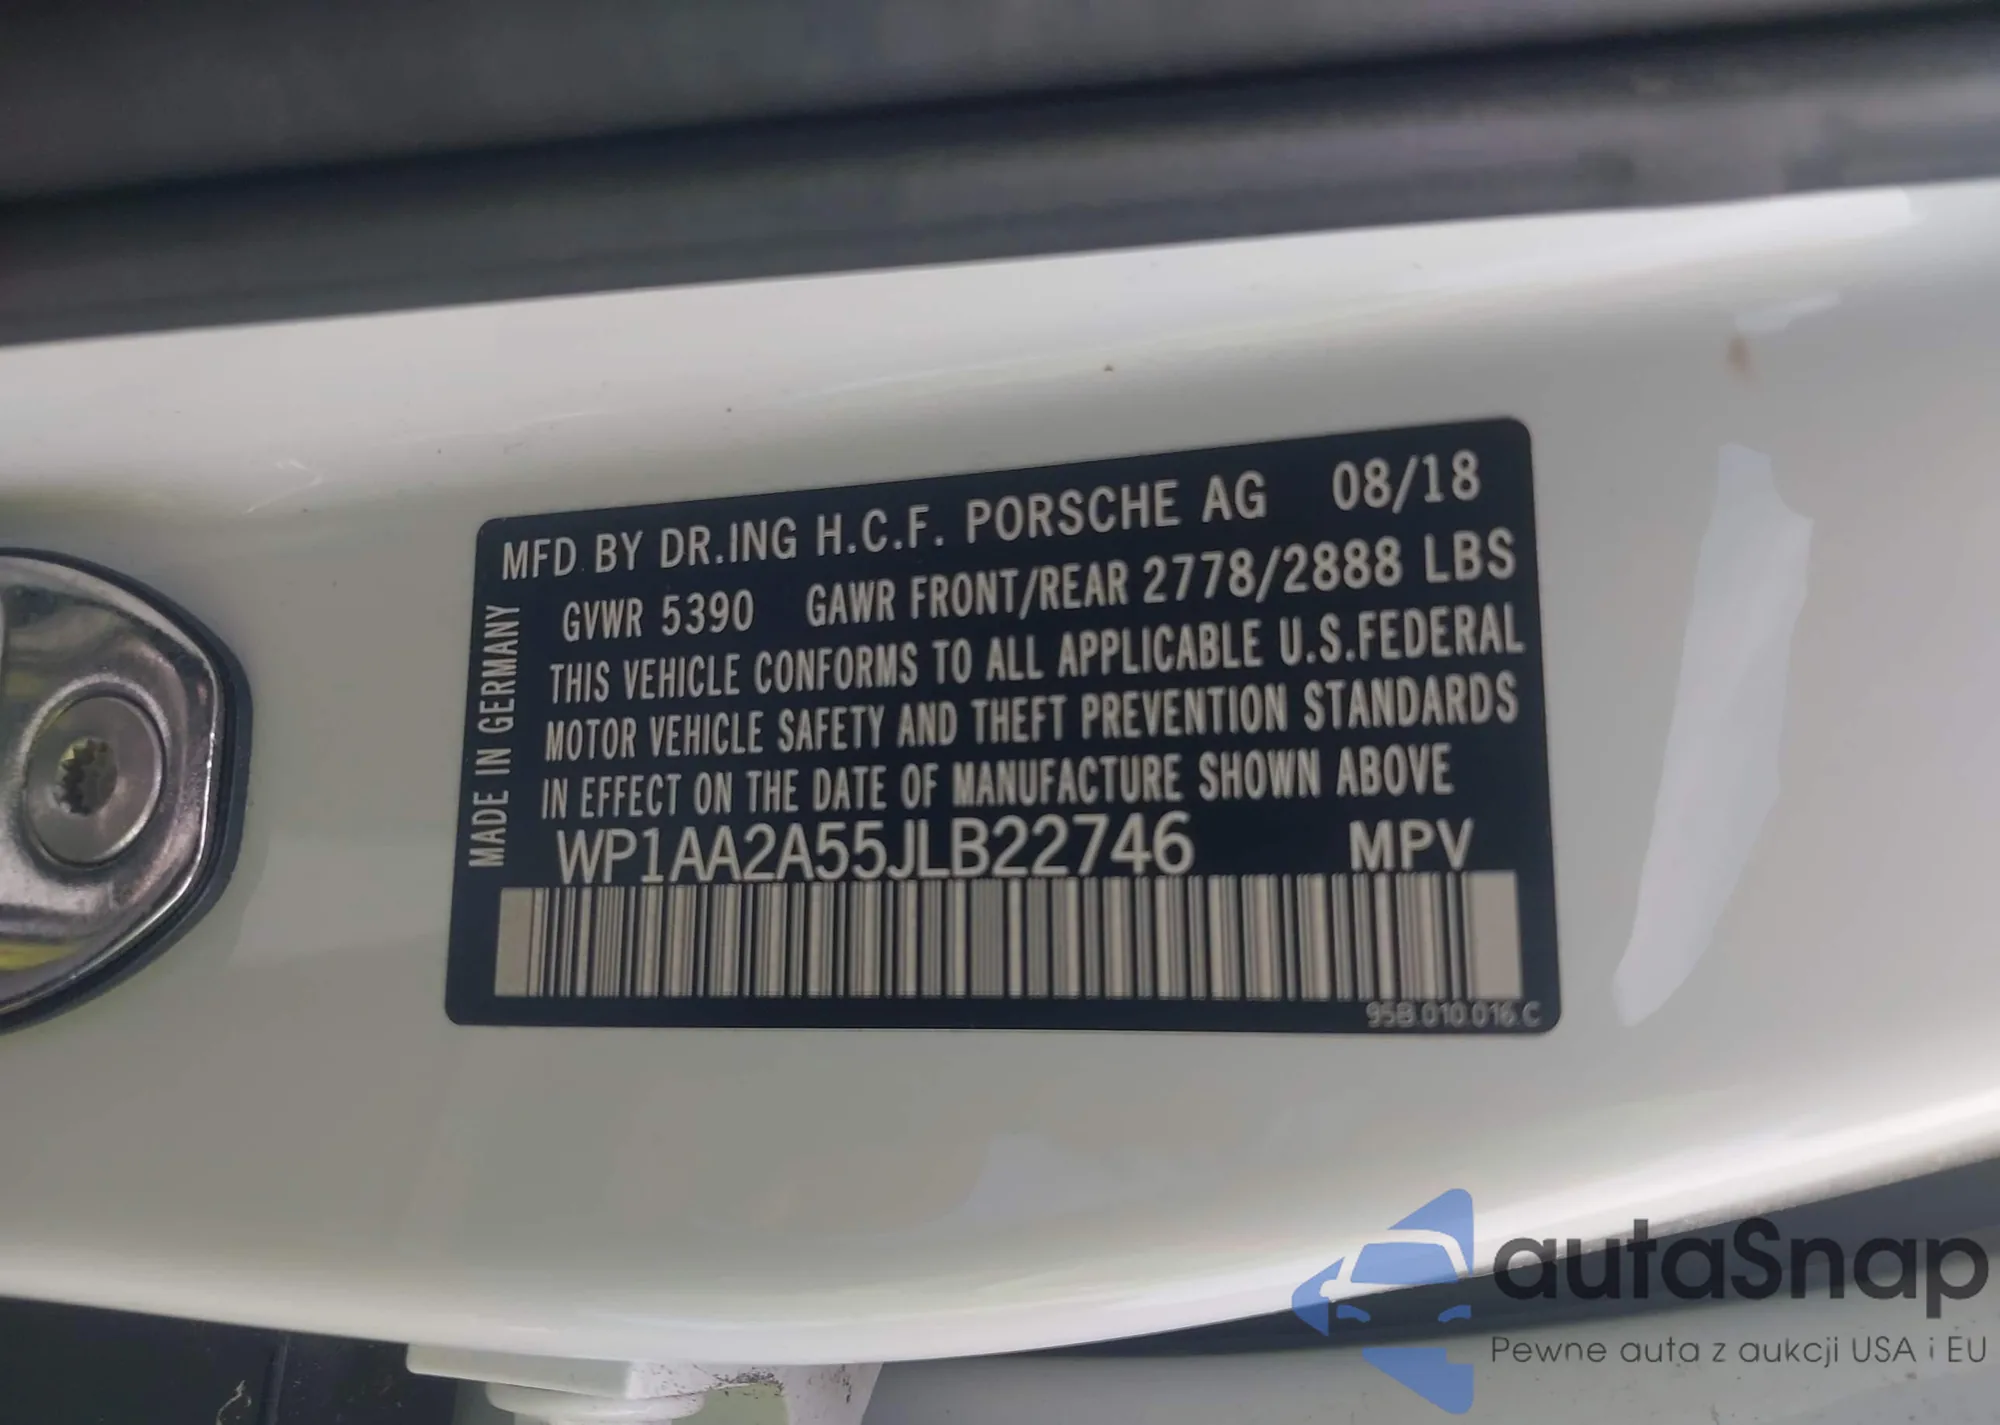 MFD BY DR.ING H.C.F. PORSCHE AG 08/18
GVWR 5390 GAWR FRONT/REAR 2778/2888 LBS
THIS VEHICLE CONFORMS TO ALL APPLICABLE U.S.FEDERAL
MOTOR VEHICLE SAFETY AND THEFT PREVENTION STANDARDS
IN EFFECT ON THE DATE OF MANUFACTURE SHOWN ABOVE
WP1AA2A55JLB22746 MPV
MADE IN GERMANY
95B.010.016.C
autaSnap
Pewne auta z aukcji USA i EU